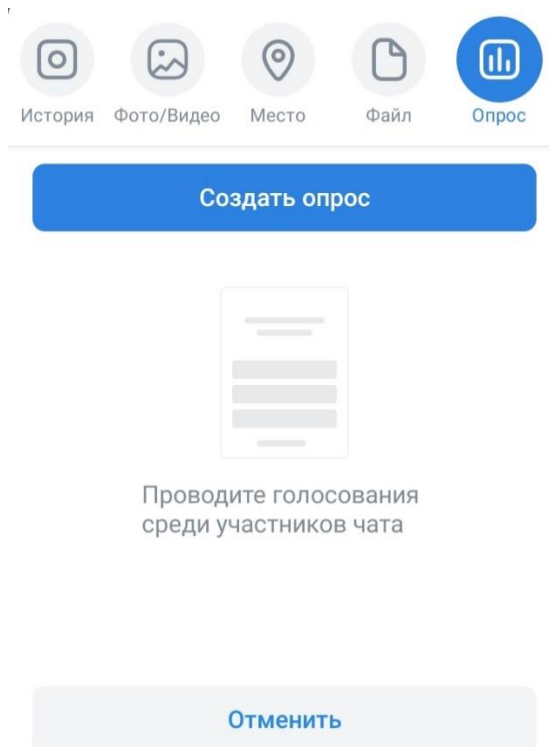 История Фото/Видео Место Файл Опрос
Создать опрос
Проводите голосования
среди участников чата
Отменить